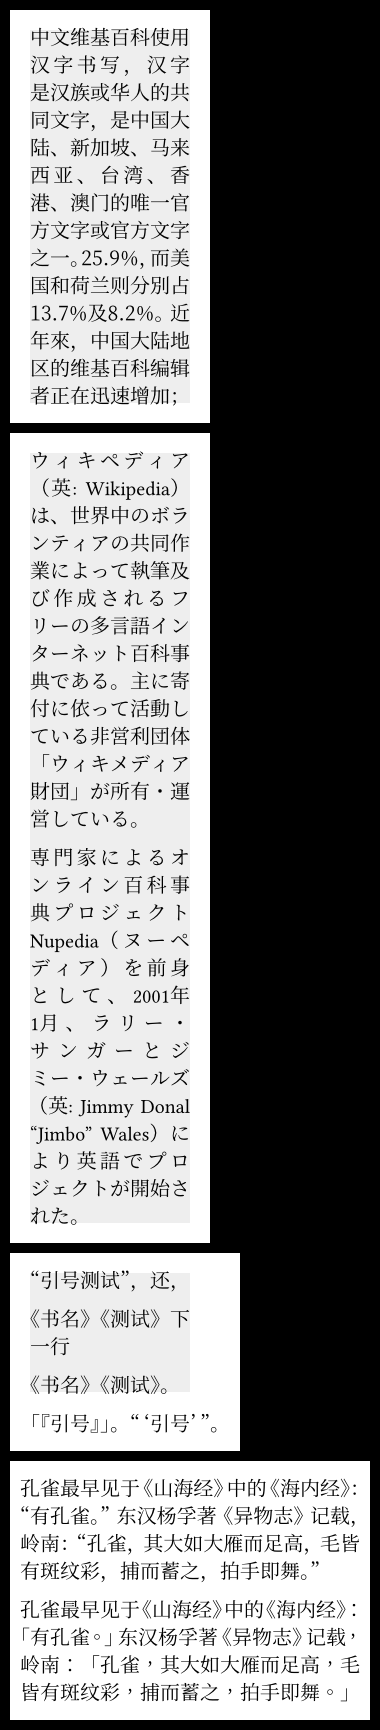 中文维基百科使用
汉字书写，汉字
是汉族或华人的共
同文字，是中国大
陆、新加坡、马来
西亚、台湾、香
港、澳门的唯一官
方文字或官方文字
之一。25.9%，而美
国和荷兰则分別占
13.7%及8.2%。近
年來，中国大陆地
区的维基百科编辑
者正在迅速增加；
ウィキペディア
（英: Wikipedia）
は、世界中のボラ
ンティアの共同作
業によって執筆及
び作成されるフ
リーの多言語イン
ターネット百科事
典である。主に寄
付に依って活動し
ている非営利団体
「ウィキメディア
財団」が所有・運
営している。
専門家によるオ
ンライン百科事
典プロジェクト
Nupedia（ヌーペ
ディア）を前身
として、2001年
1月、ラリー・
サンガーとジ
ミー・ウェールズ
（英: Jimmy Donal
“Jimbo” Wales）に
より英語でプロ
ジェクトが開始さ
れた。
“引号测试”，还，
《书名》《测试》下
一行
《书名》《测试》。
「『引号』」。“‘引号’”。
孔雀最早见于《山海经》中的《海内经》：
“有孔雀。”东汉杨孚著《异物志》记载，
岭南：“孔雀，其大如大雁而足高，毛皆
有斑纹彩，捕而蓄之，拍手即舞。”
孔雀最早见于《山海经》中的《海内经》：
「有孔雀。」东汉杨孚著《异物志》记载，
岭南：「孔雀，其大如大雁而足高，毛
皆有斑纹彩，捕而蓄之，拍手即舞。」